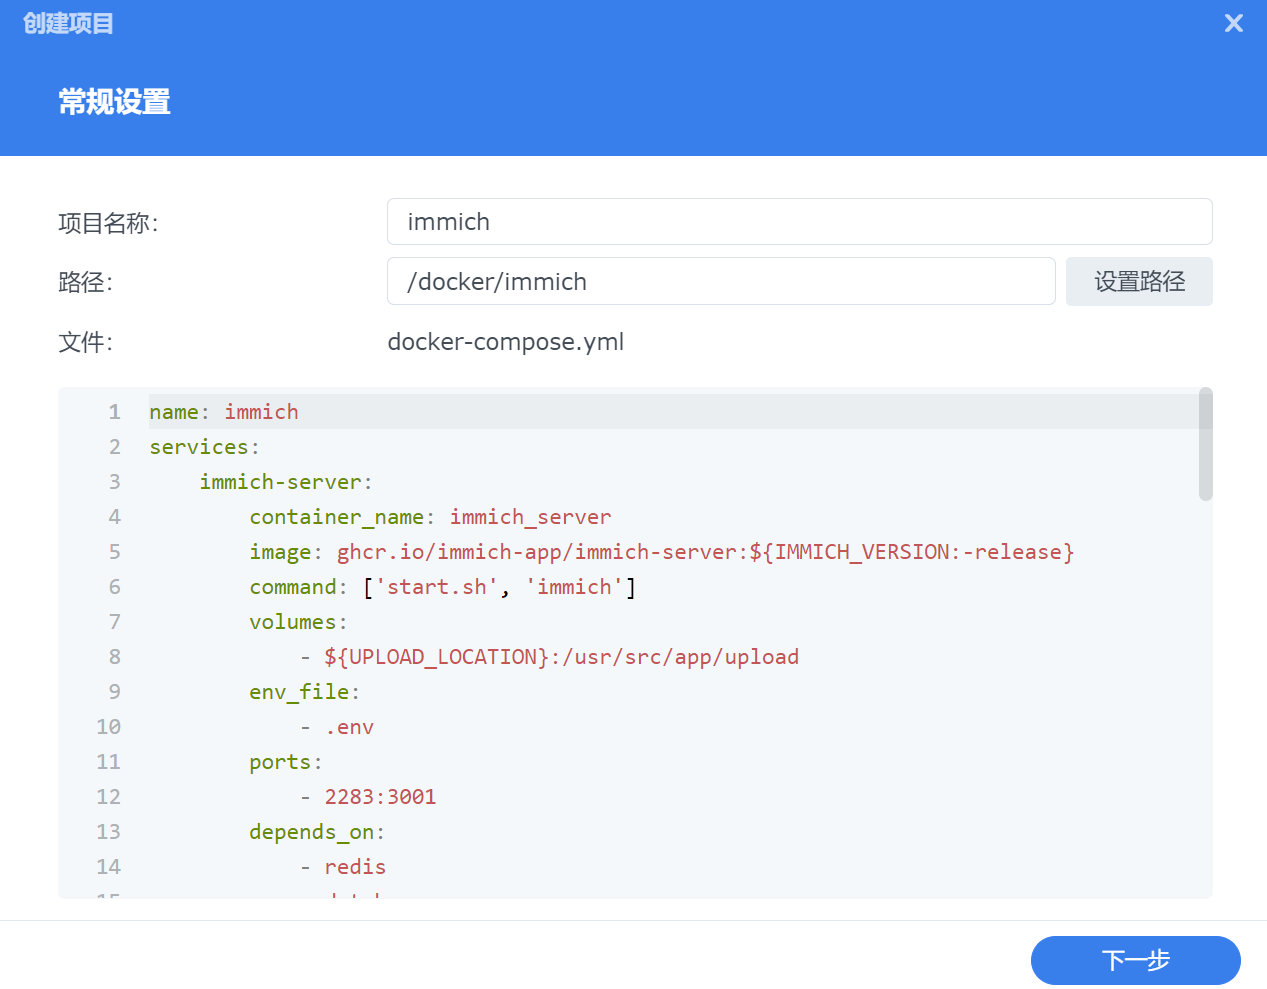 创建项目
常规设置
项目名称：
immich
路径：
/docker/immich
设置路径
文件：
docker-compose.yml
1 name: immich
2 services:
3 immich-server:
4 container_name: immich_server
5 image: ghcr.io/immich-app/immich-server:${IMMICH_VERSION:-release}
6 command: ['start.sh', 'immich']
7 volumes:
8 - ${UPLOAD_LOCATION}:/usr/src/app/upload
9 env_file:
10 - .env
11 ports:
12 - 2283:3001
13 depends_on:
14 - redis
下一步